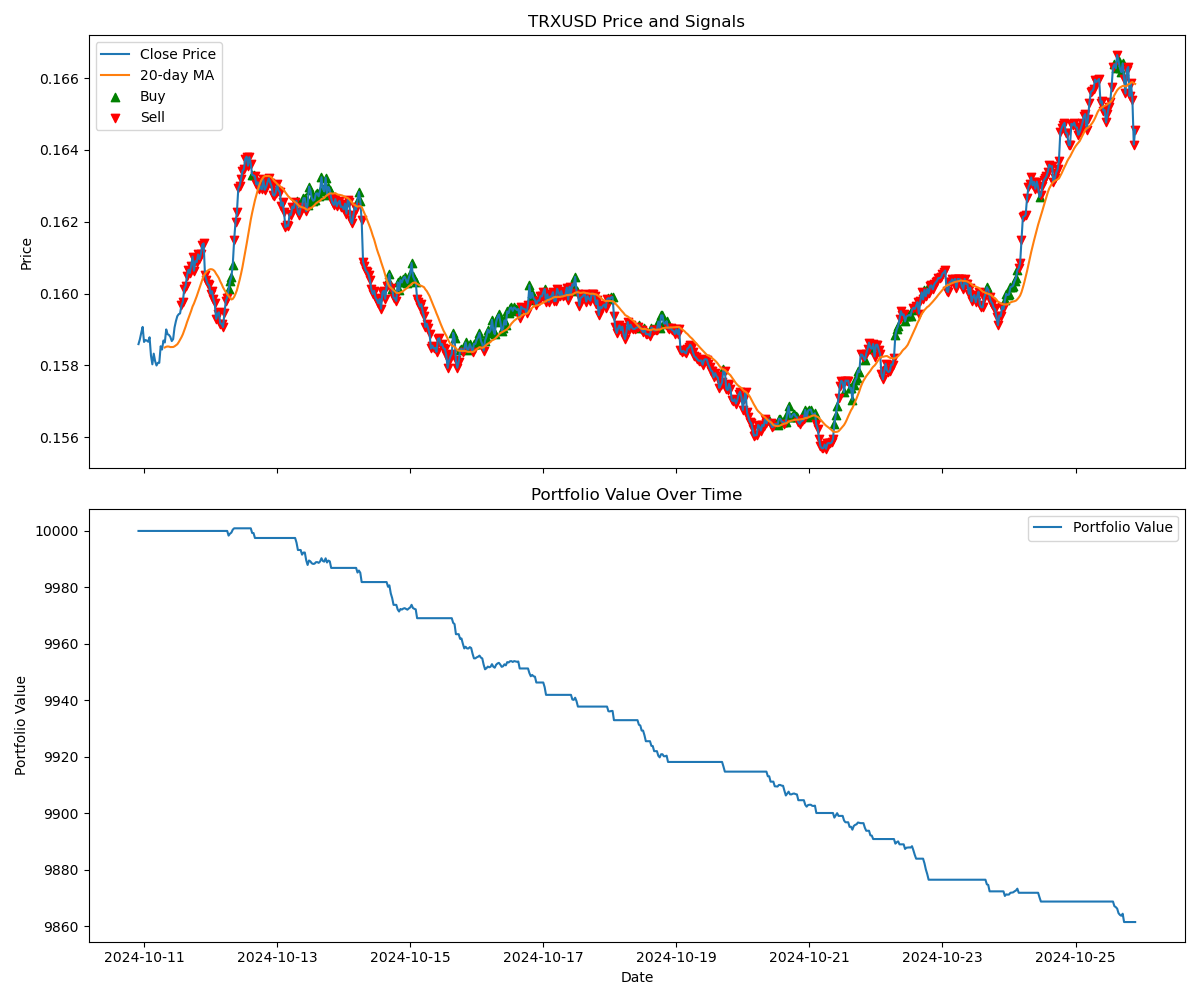 TRXUSD Price and Signals
Close Price
20-day MA
Buy
Sell
0.166
0.164
0.162
0.160
0.158
0.156
Price
Portfolio Value Over Time
Portfolio Value
10000
9980
9960
9940
9920
9900
9880
9860
Portfolio Value
2024-10-11 2024-10-13 2024-10-15 2024-10-17 2024-10-19 2024-10-21 2024-10-23 2024-10-25
Date